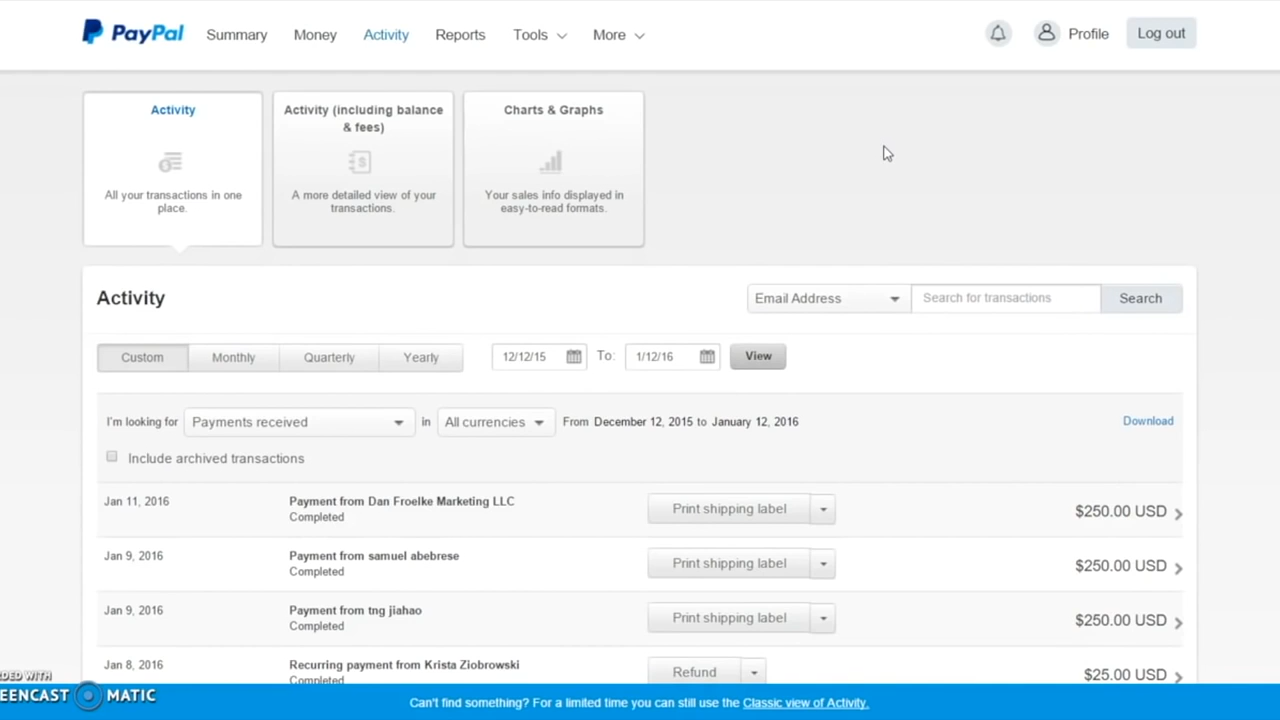 PayPal Summary Money Activity Reports Tools More Profile Log out
Activity
All your transactions in one
place.
Activity (including balance
& fees)
A more detailed view of your
transactions.
Charts & Graphs
Your sales info displayed in
easy-to-read formats.
Activity Email Address Search for transactions Search
Custom Monthly Quarterly Yearly 12/12/15 To: 1/12/16 View
I'm looking for Payments received in All currencies From December 12, 2015 to January 12, 2016 Download
Include archived transactions
Jan 11, 2016 Payment from Dan Froelke Marketing LLC Print shipping label $250.00 USD
Completed
Jan 9, 2016 Payment from samuel abebrese Print shipping label $250.00 USD
Completed
Jan 9, 2016 Payment from tng jiahao Print shipping label $250.00 USD
Completed
Jan 8, 2016 Recurring payment from Krista Ziobrowski Refund $25.00 USD
Completed
RDED WITH
EENCAST MATIC
Can't find something? For a limited time you can still use the Classic view of Activity.